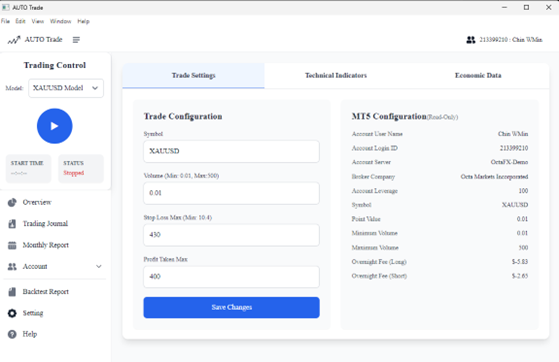 AUTO Trade
File Edit View Window Help
AUTO Trade
213399210 : Chin WMin
Trading Control
Model: XAUUSD Model
START TIME
--:--:--
STATUS
Stopped
Overview
Trading Journal
Monthly Report
Account
Backtest Report
Setting
Help
Trade Settings
Technical Indicators
Economic Data
Trade Configuration
Symbol
XAUUSD
Volume (Min: 0.01, Max:500)
0.01
Stop Loss Max (Min: 10.4)
430
Profit Takes Max
400
Save Changes
MT5 Configuration(Read-Only)
Account User Name Chin WMin
Account Login ID 213399210
Account Server OctaFX-Demo
Broker Company Octa Markets Incorporated
Account Leverage 100
Symbol XAUUSD
Point Value 0.01
Minimum Volume 0.01
Maximum Volume 500
Overnight Fee (Long) $-5.83
Overnight Fee (Short) $-2.65